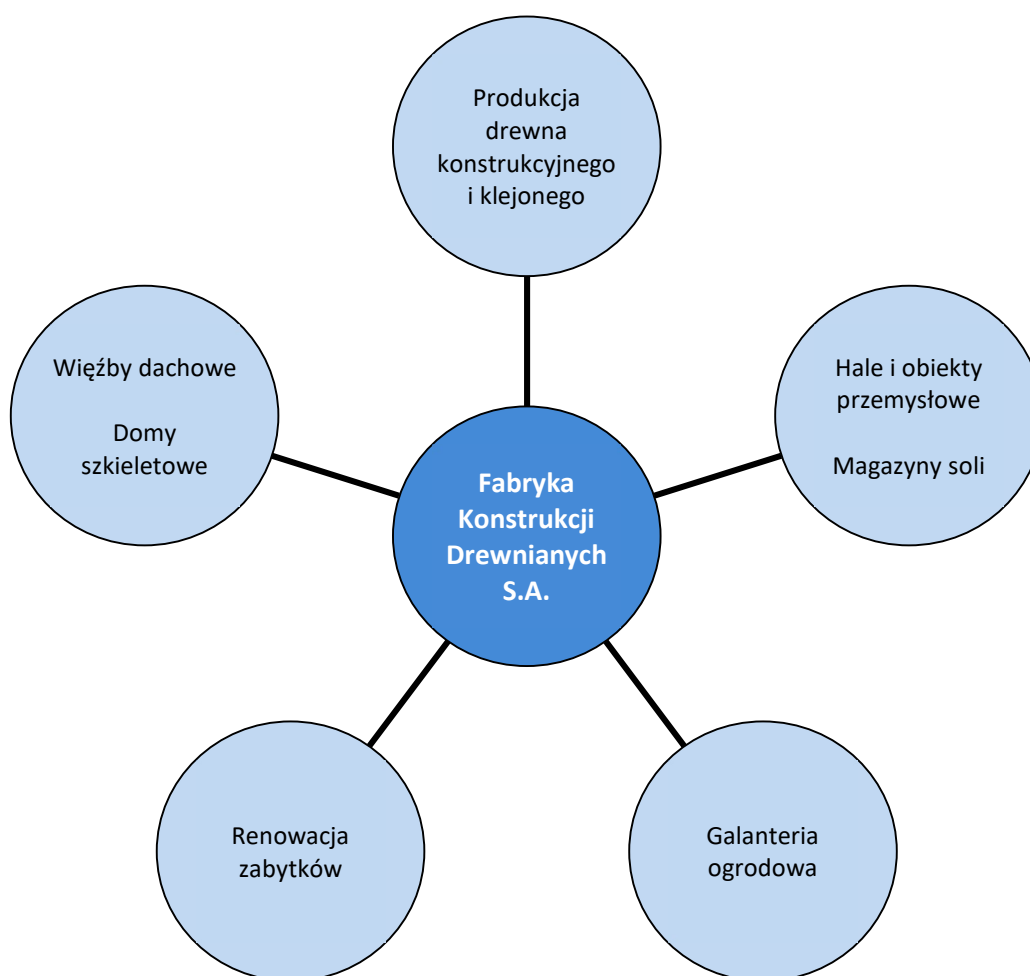 Produkcja
drewna
konstrukcyjnego
i klejonego
Więźby dachowe
Domy
szkieletowe
Hale i obiekty
przemysłowe
Magazyny soli
Fabryka
Konstrukcji
Drewnianych
S.A.
Renowacja
zabytków
Galanteria
ogrodowa